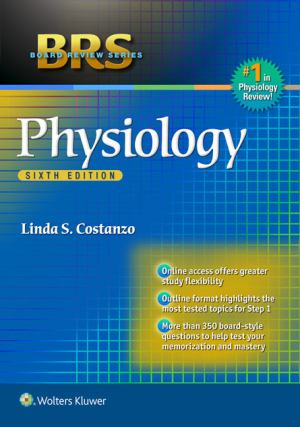 BRS
BOARD REVIEW SERIES
#1 in
Physiology
Review!
Physiology
SIXTH EDITION
Linda S. Costanzo
Online access offers greater
study flexibility
Outline format highlights the
most tested topics for Step 1
More than 350 board-style
questions to help test your
memorization and mastery
Wolters Kluwer